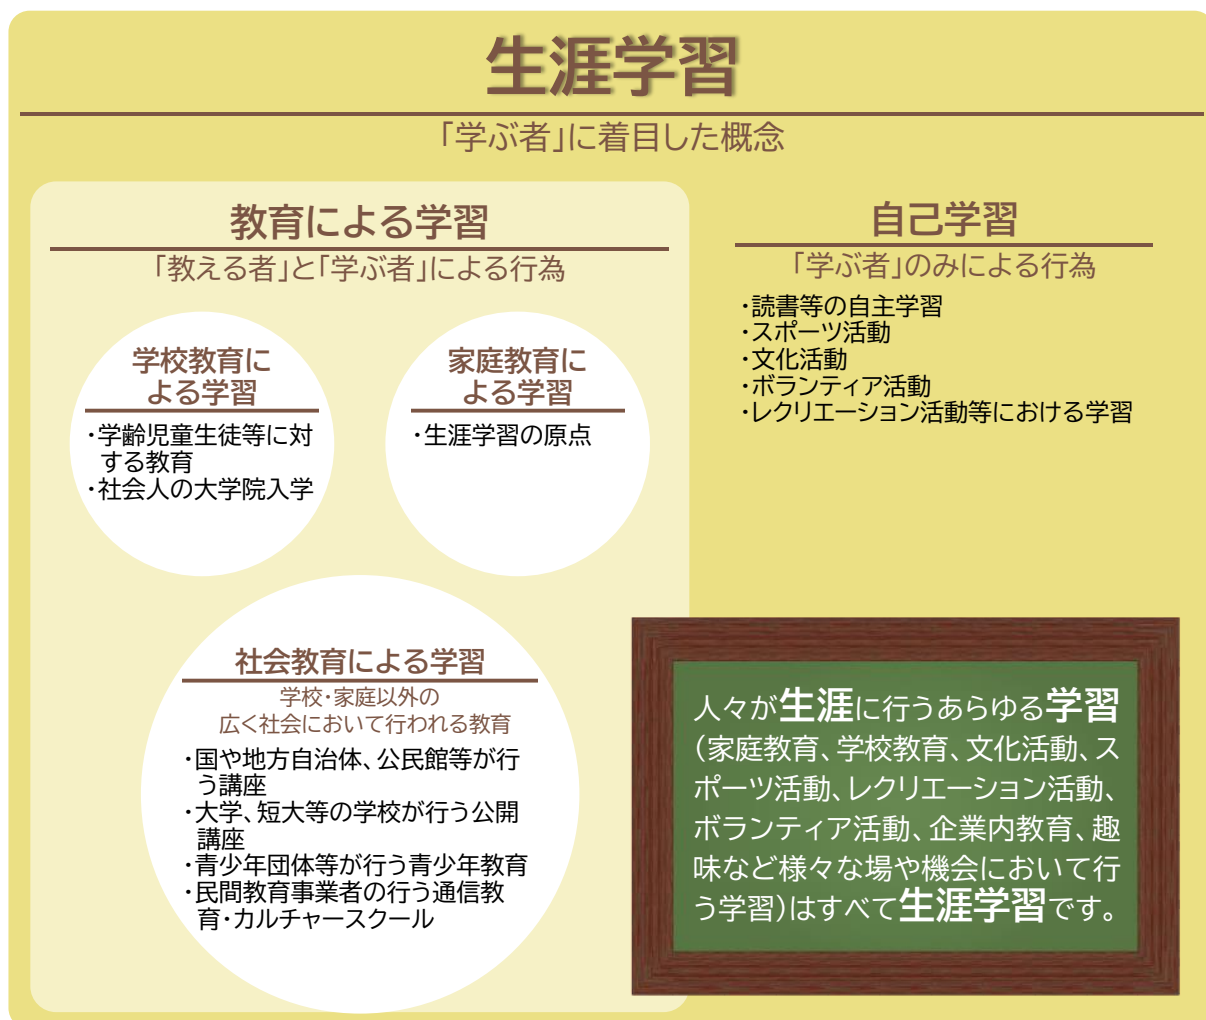 生涯学習
「学ぶ者」に着目した概念
教育による学習
「教える者」と「学ぶ者」による行為
学校教育に
よる学習
・学齢児童生徒等に対
する教育
・社会人の大学院入学
家庭教育に
よる学習
・生涯学習の原点
社会教育による学習
学校・家庭以外の
広く社会において行われる教育
・国や地方自治体、公民館等が行
う講座
・大学、短大等の学校が行う公開
講座
・青少年団体等が行う青少年教育
・民間教育事業者の行う通信教
育・カルチャースクール
自己学習
「学ぶ者」のみによる行為
・読書等の自主学習
・スポーツ活動
・文化活動
・ボランティア活動
・レクリエーション活動等における学習
人々が生涯に行うあらゆる学習
（家庭教育、学校教育、文化活動、ス
ポーツ活動、レクリエーション活動、
ボランティア活動、企業内教育、趣
味など様々な場や機会において行
う学習）はすべて生涯学習です。